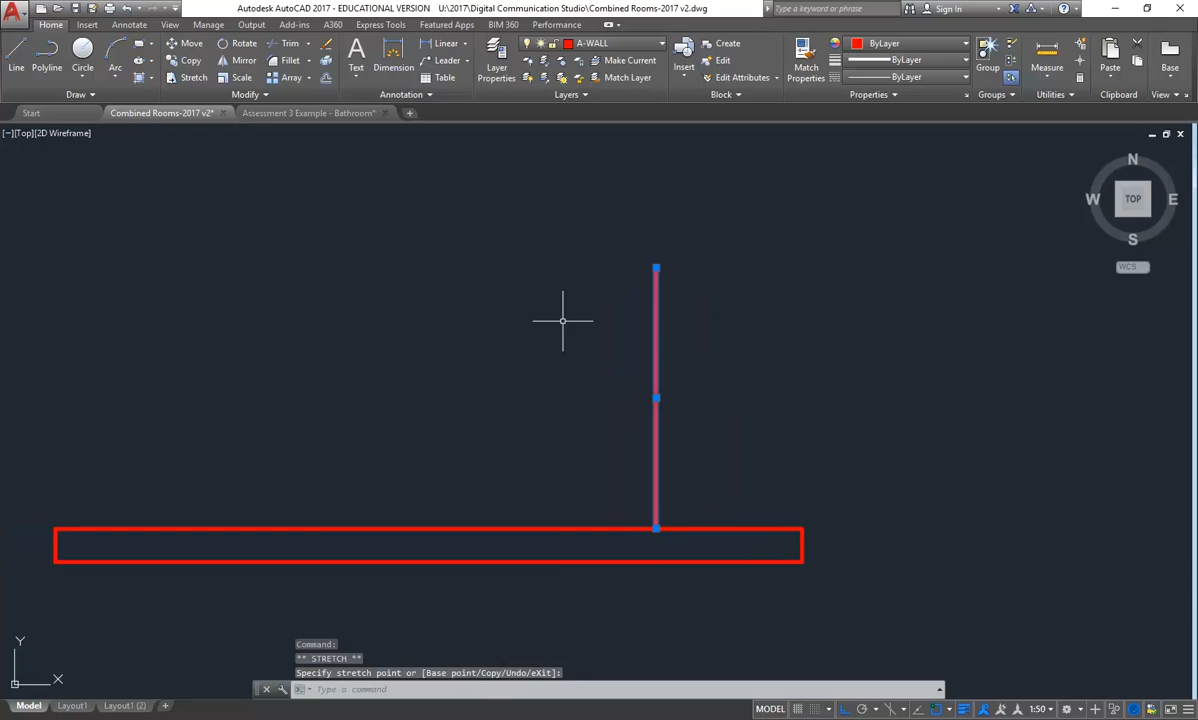 Autodesk AutoCAD 2017 - EDUCATIONAL VERSION U:\2017\Digital Communication Studio\Combined Rooms-2017 v2.dwg
Type a keyword or phrase
Sign In
Home Insert Annotate View Manage Output Add-ins A360 Express Tools Featured Apps BIM 360 Performance
Line Polyline Circle Arc
Move Rotate Trim
Copy Mirror Fillet
Stretch Scale Array
Text Dimension
Linear
Leader
Table
Layer Properties
A-WALL
Make Current
Match Layer
Insert
Create
Edit
Edit Attributes
Match Properties
ByLayer
ByLayer
ByLayer
Group
Measure
Paste
Base
Draw Modify Annotation Layers Block Properties Groups Utilities Clipboard View
Start Combined Rooms-2017 v2* Assessment 3 Example - Bathroom*
[−][Top][2D Wireframe]
N
W TOP E
S
WCS
Y
X
Command:
** STRETCH **
Specify stretch point or [Base point/Copy/Undo/eXit]:
Type a command
Model Layout1 Layout1 (2)
MODEL 1:50